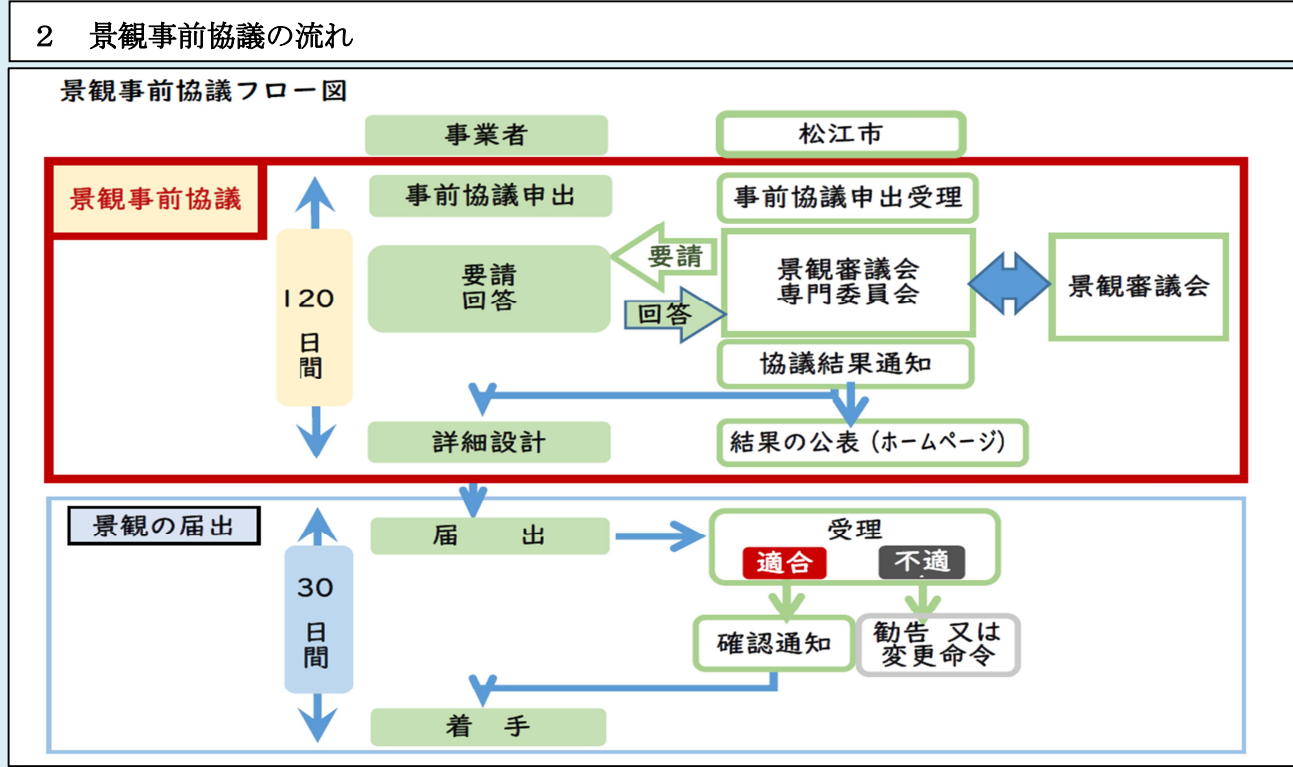 ２　景観事前協議の流れ
景観事前協議フロー図
事業者
松江市
景観事前協議
事前協議申出
事前協議申出受理
120
日
間
要請
回答
要請
回答
景観審議会
専門委員会
景観審議会
協議結果通知
詳細設計
結果の公表（ホームページ）
景観の届出
30
日
間
届　出
受理
適合
不適
確認通知
勧告 又は
変更命令
着　手